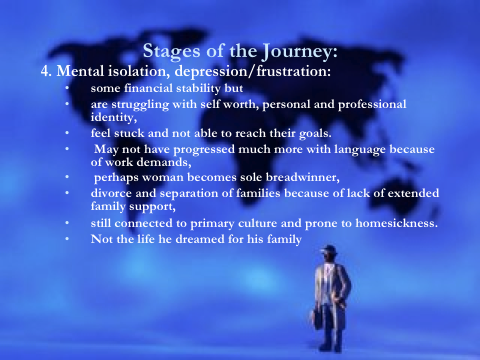 Stages of the Journey:
4. Mental isolation, depression/frustration:
• some financial stability but
• are struggling with self worth, personal and professional
identity,
• feel stuck and not able to reach their goals.
• May not have progressed much more with language because
of work demands,
• perhaps woman becomes sole breadwinner,
• divorce and separation of families because of lack of extended
family support,
• still connected to primary culture and prone to homesickness.
• Not the life he dreamed for his family